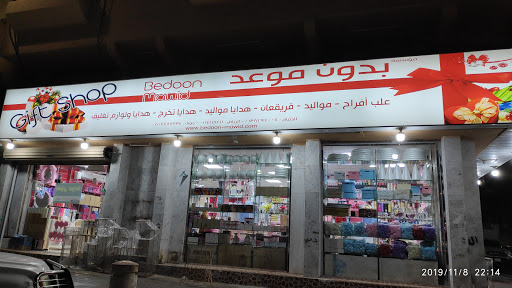 Gift Shop
Bedoon
Mawid
بدون موعد
مؤسسة
علب أفراح - مواليد - قريقعان - هدايا مواليد - هدايا تخرج - هدايا ولوازم تغليف
www.bedoon-mawid.com
2019/11/8 22:14